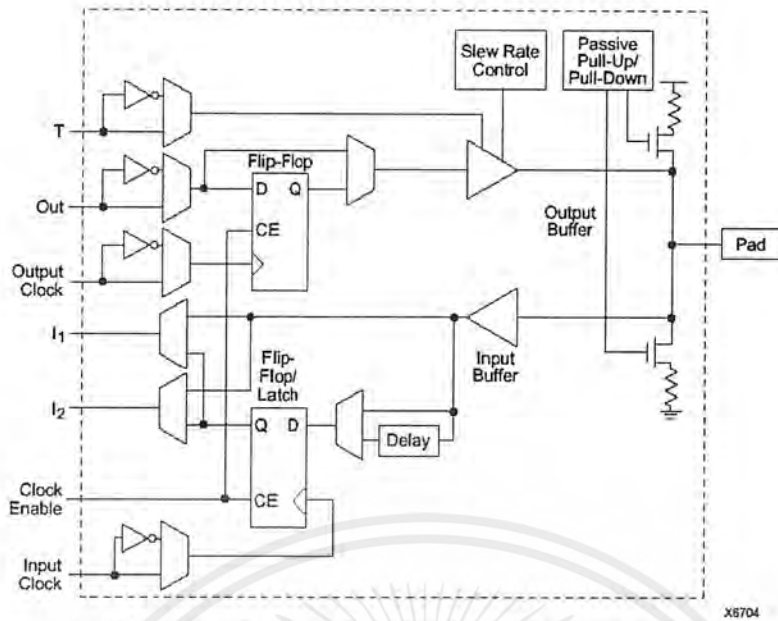 Slew Rate
Control
Passive
Pull-Up/
Pull-Down
T
Flip-Flop
D
Q
Out
CE
Output
Buffer
Pad
Output
Clock
I1
Input
Buffer
Flip-
Flop/
Latch
I2
Q
D
Delay
Clock
Enable
CE
Input
Clock
X6704